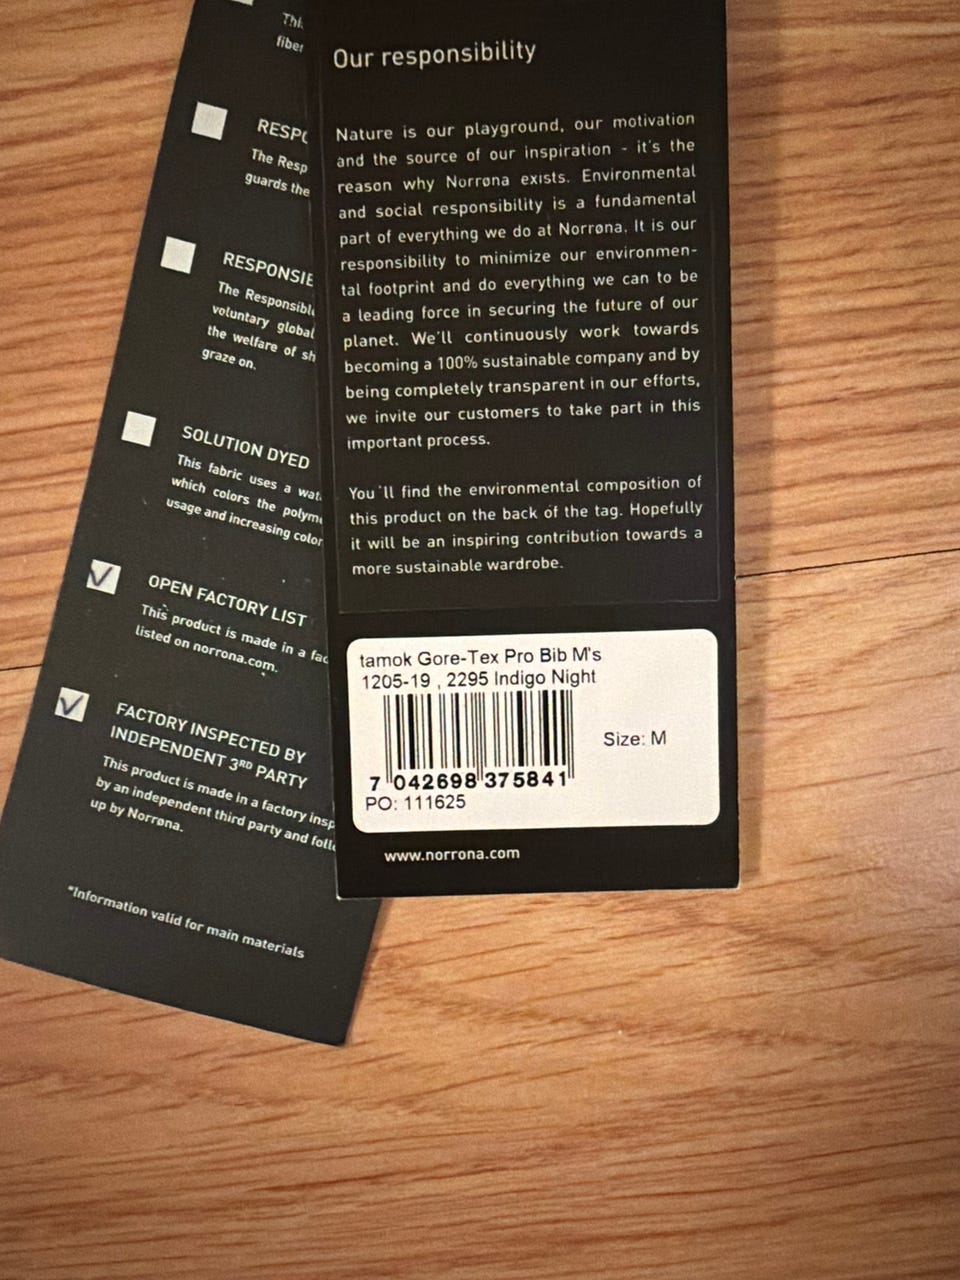 Thi
fiber
RESPO
The Resp
guards the
RESPONSIE
The Responsibl
voluntary global
the welfare of sh
graze on.
SOLUTION DYED
This fabric uses a wat
which colors the polym
usage and increasing color
OPEN FACTORY LIST
This product is made in a fac
listed on norrona.com.
FACTORY INSPECTED BY
INDEPENDENT 3RD PARTY
This product is made in a factory insp
by an independent third party and follo
up by Norrøna.
*Information valid for main materials
Our responsibility
Nature is our playground, our motivation
and the source of our inspiration - it's the
reason why Norrøna exists. Environmental
and social responsibility is a fundamental
part of everything we do at Norrøna. It is our
responsibility to minimize our environmen-
tal footprint and do everything we can to be
a leading force in securing the future of our
planet. We'll continuously work towards
becoming a 100% sustainable company and by
being completely transparent in our efforts,
we invite our customers to take part in this
important process.
You'll find the environmental composition of
this product on the back of the tag. Hopefully
it will be an inspiring contribution towards a
more sustainable wardrobe.
tamok Gore-Tex Pro Bib M's
1205-19 , 2295 Indigo Night
Size: M
7 042698 375841
PO: 111625
www.norrona.com